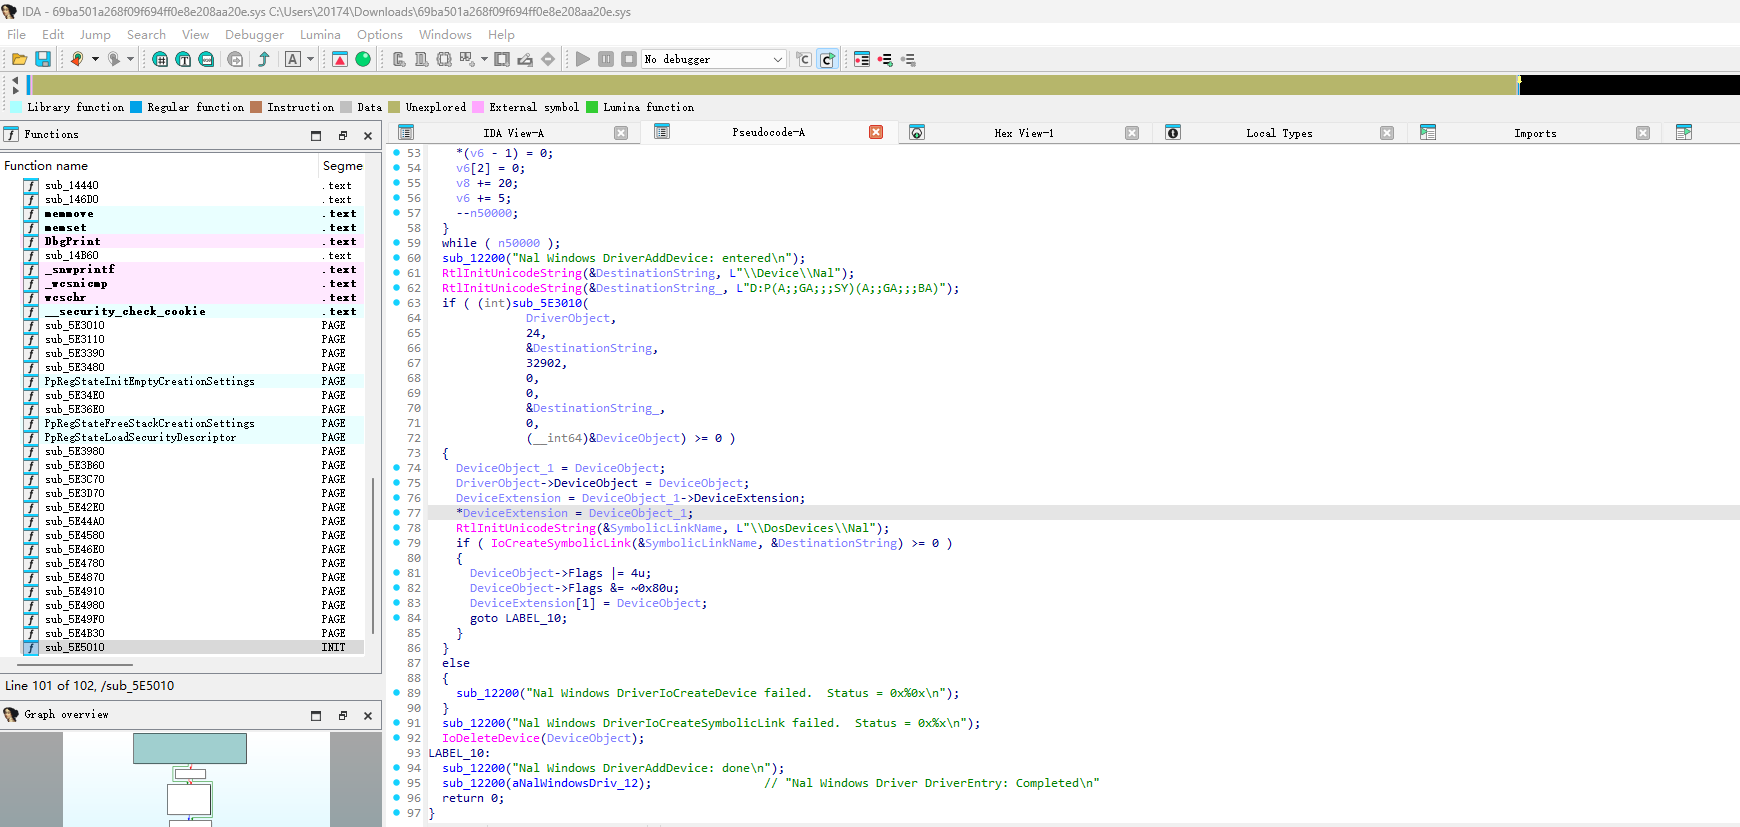 IDA - 69ba501a268f09f694ff0e8e208aa20e.sys C:\Users\20174\Downloads\69ba501a268f09f694ff0e8e208aa20e.sys
File Edit Jump Search View Debugger Lumina Options Windows Help
No debugger
Library function Regular function Instruction Data Unexplored External symbol Lumina function
Functions
Function name Segme
sub_14440 .text
sub_146D0 .text
memmove .text
memset .text
DbgPrint .text
sub_14B60 .text
_snwprintf .text
_wcsnicmp .text
wcschr .text
__security_check_cookie .text
sub_5E3010 PAGE
sub_5E3110 PAGE
sub_5E3390 PAGE
sub_5E3480 PAGE
PpRegStateInitEmptyCreationSettings PAGE
sub_5E34E0 PAGE
sub_5E36E0 PAGE
PpRegStateFreeStackCreationSettings PAGE
PpRegStateLoadSecurityDescriptor PAGE
sub_5E3980 PAGE
sub_5E3B60 PAGE
sub_5E3C70 PAGE
sub_5E3D70 PAGE
sub_5E42E0 PAGE
sub_5E44A0 PAGE
sub_5E4580 PAGE
sub_5E46E0 PAGE
sub_5E4780 PAGE
sub_5E4870 PAGE
sub_5E4910 PAGE
sub_5E4980 PAGE
sub_5E49F0 PAGE
sub_5E4B30 PAGE
sub_5E5010 INIT
Line 101 of 102, /sub_5E5010
Graph overview
IDA View-A Pseudocode-A Hex View-1 Local Types Imports
53 *(v6 - 1) = 0;
54 v6[2] = 0;
55 v8 += 20;
56 v6 += 5;
57 --n50000;
58 }
59 while ( n50000 );
60 sub_12200("Nal Windows DriverAddDevice: entered\n");
61 RtlInitUnicodeString(&DestinationString, L"\\Device\\Nal");
62 RtlInitUnicodeString(&DestinationString_, L"D:P(A;;GA;;;SY)(A;;GA;;;BA)");
63 if ( (int)sub_5E3010(
64 DriverObject,
65 24,
66 &DestinationString,
67 32902,
68 0,
69 0,
70 &DestinationString_,
71 0,
72 (__int64)&DeviceObject) >= 0 )
73 {
74 DeviceObject_1 = DeviceObject;
75 DriverObject->DeviceObject = DeviceObject;
76 DeviceExtension = DeviceObject_1->DeviceExtension;
77 *DeviceExtension = DeviceObject_1;
78 RtlInitUnicodeString(&SymbolicLinkName, L"\\DosDevices\\Nal");
79 if ( IoCreateSymbolicLink(&SymbolicLinkName, &DestinationString) >= 0 )
80 {
81 DeviceObject->Flags |= 4u;
82 DeviceObject->Flags &= ~0x80u;
83 DeviceExtension[1] = DeviceObject;
84 goto LABEL_10;
85 }
86 }
87 else
88 {
89 sub_12200("Nal Windows DriverIoCreateDevice failed.  Status = 0x%0x\n");
90 }
91 sub_12200("Nal Windows DriverIoCreateSymbolicLink failed.  Status = 0x%x\n");
92 IoDeleteDevice(DeviceObject);
93 LABEL_10:
94 sub_12200("Nal Windows DriverAddDevice: done\n");
95 sub_12200(aNalWindowsDriv_12); // "Nal Windows Driver DriverEntry: Completed\n"
96 return 0;
97 }